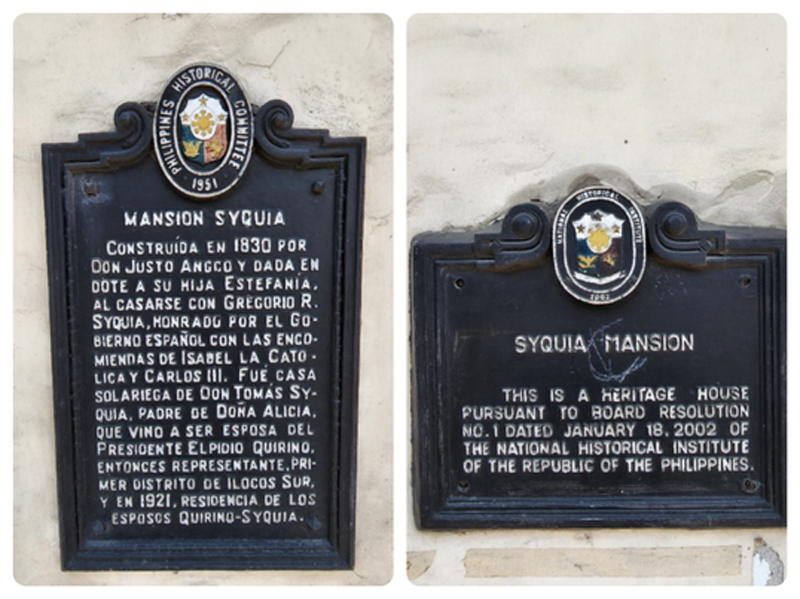 PHILIPPINES HISTORICAL COMMITTEE
1951
MANSION SYQUIA
CONSTRUÍDA EN 1830 POR
DON JUSTO ANGCO Y DADA EN
DOTE A SU HIJA ESTEFANIA,
AL CASARSE CON GREGORIO R.
SYQUIA, HONRADO POR EL GO-
BIERNO ESPAÑOL CON LAS ENCO-
MIENDAS DE ISABEL LA CATO-
LICA Y CARLOS III. FUÉ CASA
SOLARIEGA DE DON TOMÁS SY-
QUIA, PADRE DE DOÑA ALICIA,
QUE VINO A SER ESPOSA DEL
PRESIDENTE ELPIDIO QUIRINO,
ENTONCES REPRESENTANTE, PRI-
MER DISTRITO DE ILOCOS SUR,
Y EN 1921, RESIDENCIA DE LOS
ESPOSOS QUIRINO-SYQUIA.
NATIONAL HISTORICAL INSTITUTE
SYQUIA MANSION
THIS IS A HERITAGE HOUSE
PURSUANT TO BOARD RESOLUTION
NO.1 DATED JANUARY 18, 2002 OF
THE NATIONAL HISTORICAL INSTITUTE
OF THE REPUBLIC OF THE PHILIPPINES.